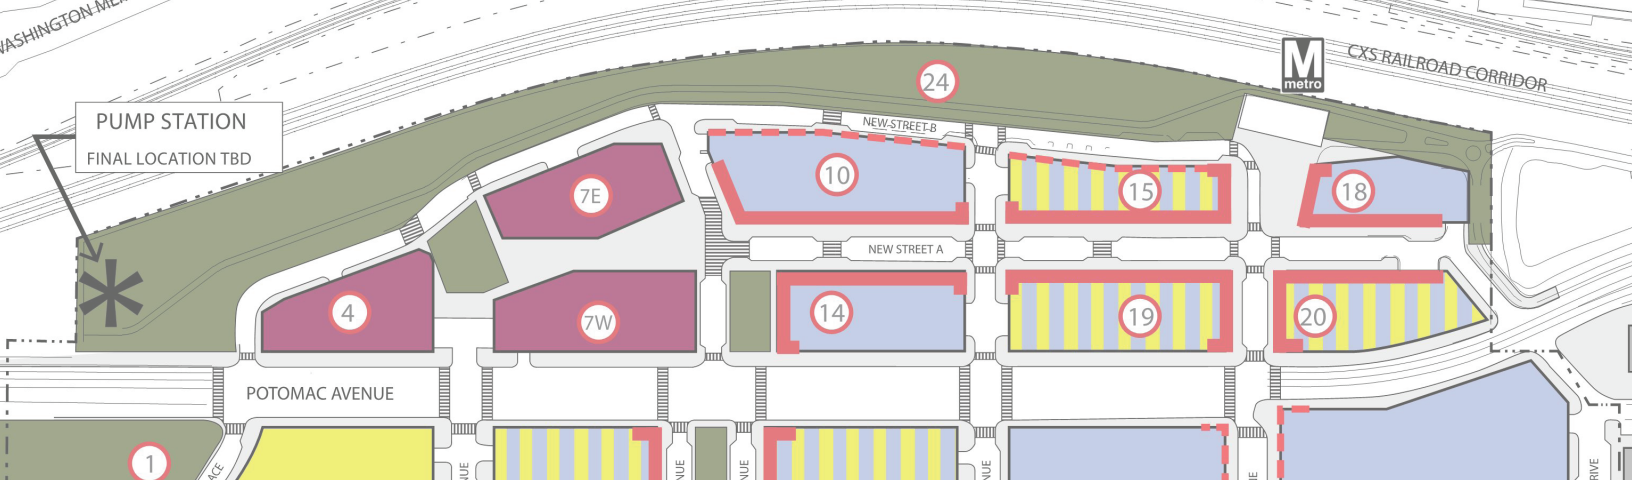 WASHINGTON
M
metro
CXS RAILROAD CORRIDOR
24
PUMP STATION
FINAL LOCATION TBD
NEW STREET B
10
15
18
7E
NEW STREET A
4
7W
14
19
20
POTOMAC AVENUE
1